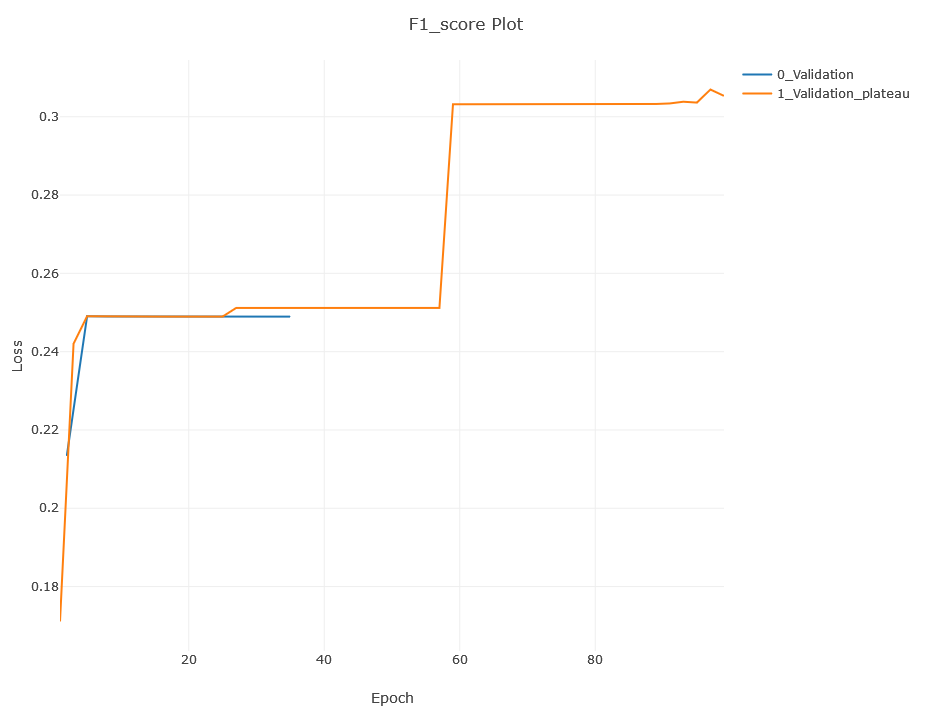 F1_score Plot
0_Validation
1_Validation_plateau
0.3
0.28
0.26
0.24
0.22
0.2
0.18
Loss
20
40
60
80
Epoch